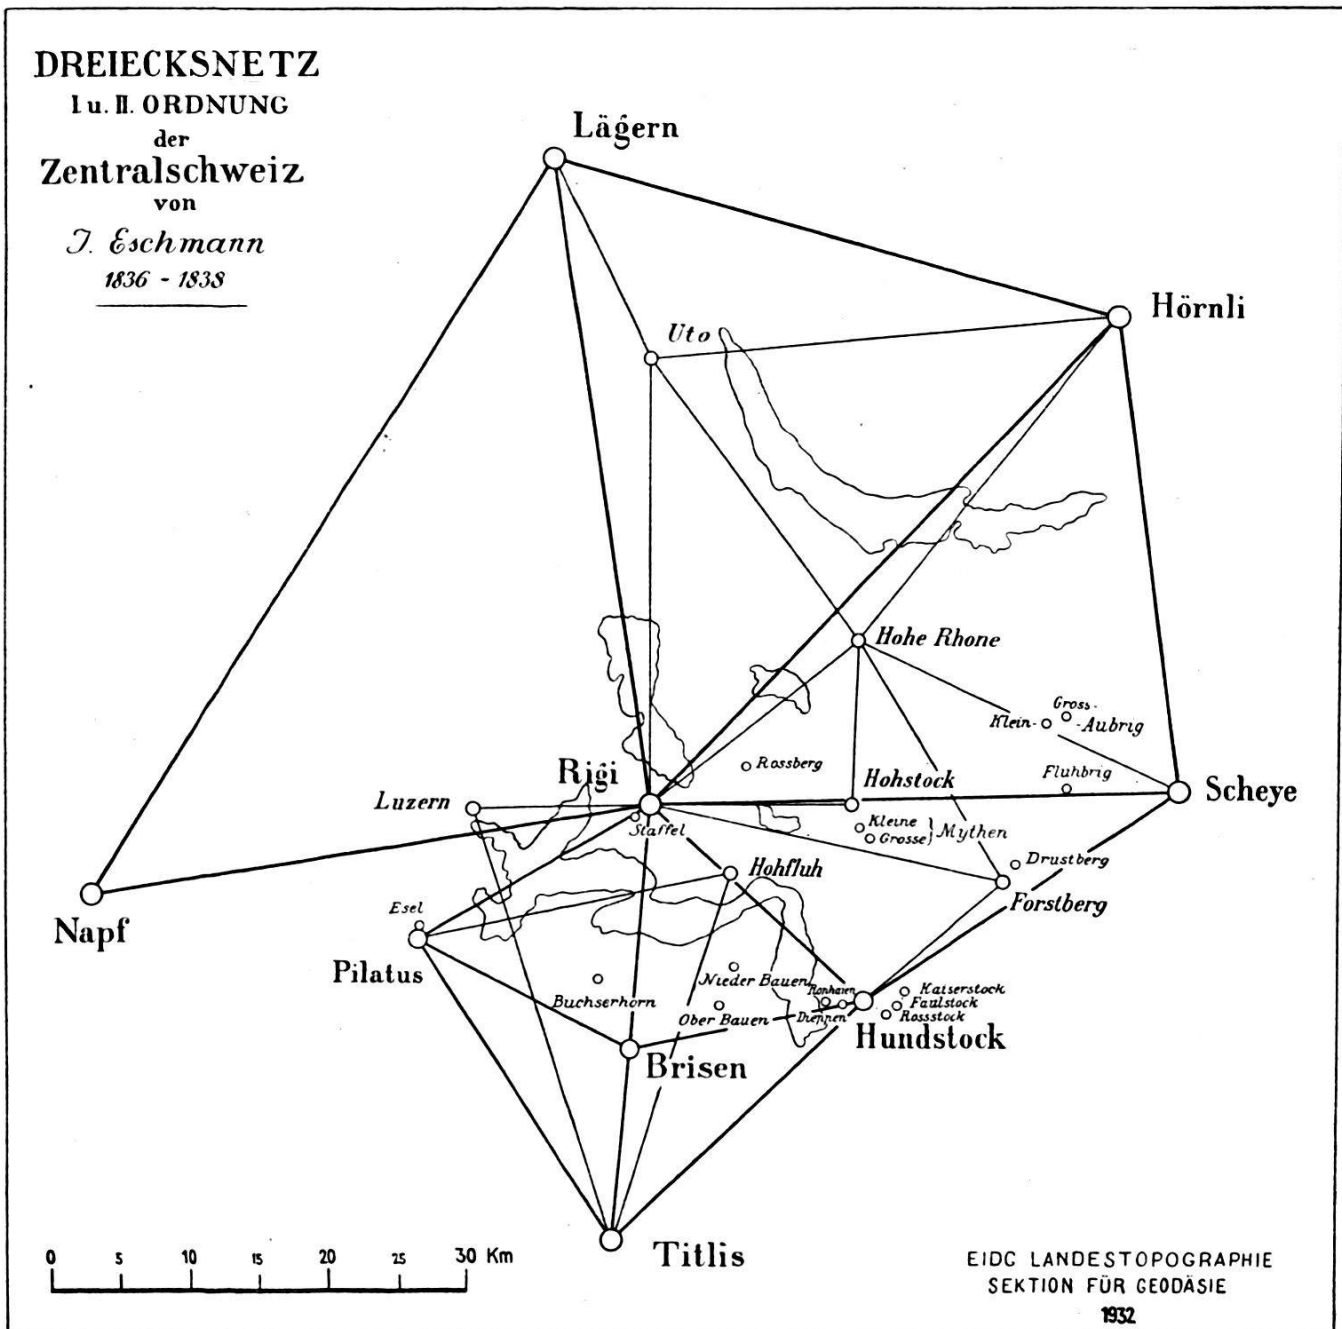 DREIECKSNETZ
I u. II. ORDNUNG
der
Zentralschweiz
von
J. Eschmann
1836 - 1838
Lägern
Hörnli
Uto
Hohe Rhone
Gross-
Klein- -Aubrig
Rigi
Rossberg
Hohstock
Fluhbrig
Scheye
Luzern
Staffel
Kleine
Grosse } Mythen
Hohfluh
Drustberg
Forstberg
Esel
Napf
Pilatus
Nieder Bauen
Buchserhorn
Ober Bauen
Ronhaien
Dieppen
Kaiserstock
Faulstock
Rossstock
Hundstock
Brisen
Titlis
0 5 10 15 20 25 30 Km
EIDG LANDESTOPOGRAPHIE
SEKTION FÜR GEODÄSIE
1932